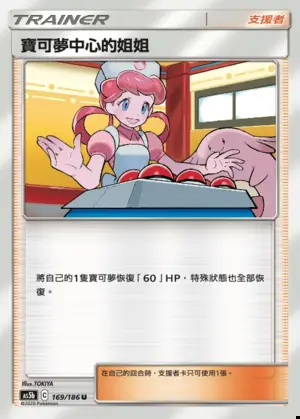 TRAINER
支援者
寶可夢中心的姐姐
將自己的1隻寶可夢恢復「60」HP,特殊狀態也全部恢
復。
Illus. TOKIYA
AS5b C 169/186 U
©2020 Pokémon
在自己的回合時,支援者卡只可使用1張。